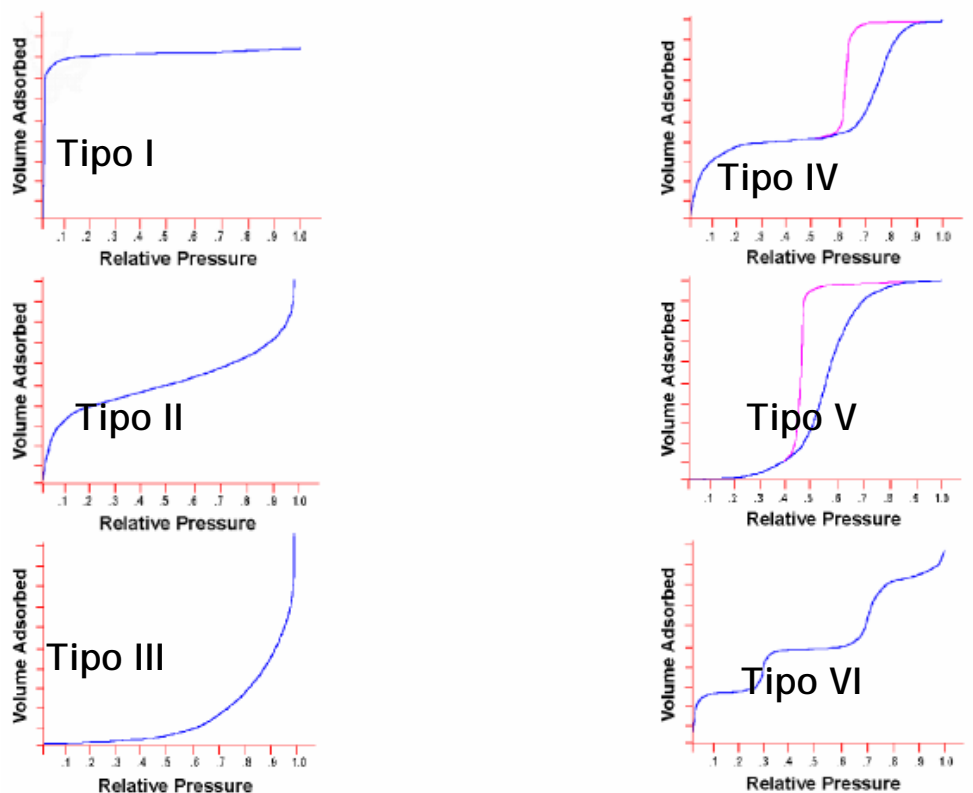 Volume Adsorbed
Tipo I
.1 .2 .3 .4 .5 .6 .7 .8 .9 1.0
Relative Pressure
Volume Adsorbed
Tipo IV
.1 .2 .3 .4 .5 .6 .7 .8 .9 1.0
Relative Pressure
Volume Adsorbed
Tipo II
.1 .2 .3 .4 .5 .6 .7 .8 .9 1.0
Relative Pressure
Volume Adsorbed
Tipo V
.1 .2 .3 .4 .5 .6 .7 .8 .9 1.0
Relative Pressure
Volume Adsorbed
Tipo III
.1 .2 .3 .4 .5 .6 .7 .8 .9 1.0
Relative Pressure
Volume Adsorbed
Tipo VI
.1 .2 .3 .4 .5 .6 .7 .8 .9 1.0
Relative Pressure